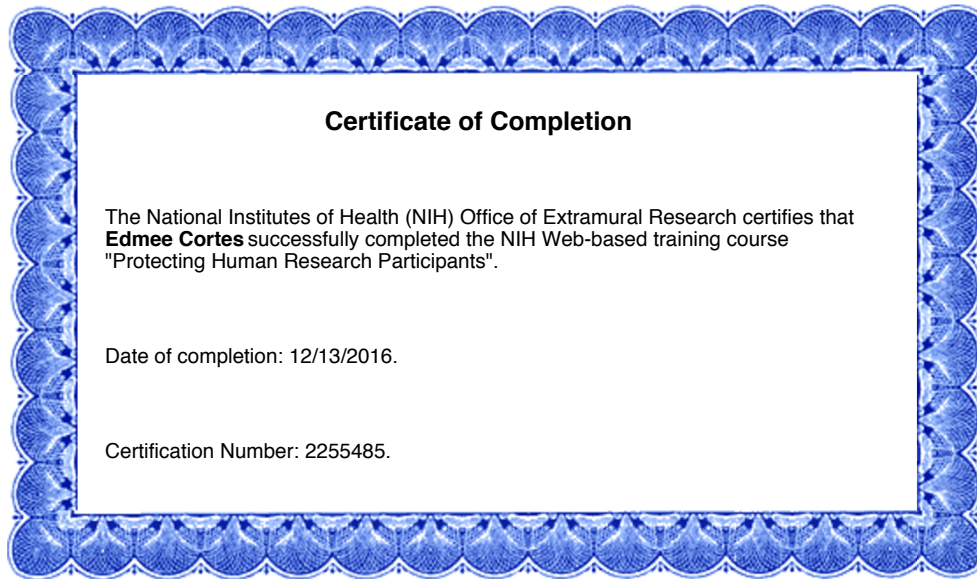 Certificate of Completion
The National Institutes of Health (NIH) Office of Extramural Research certifies that
Edmee Cortes successfully completed the NIH Web-based training course
"Protecting Human Research Participants".
Date of completion: 12/13/2016.
Certification Number: 2255485.